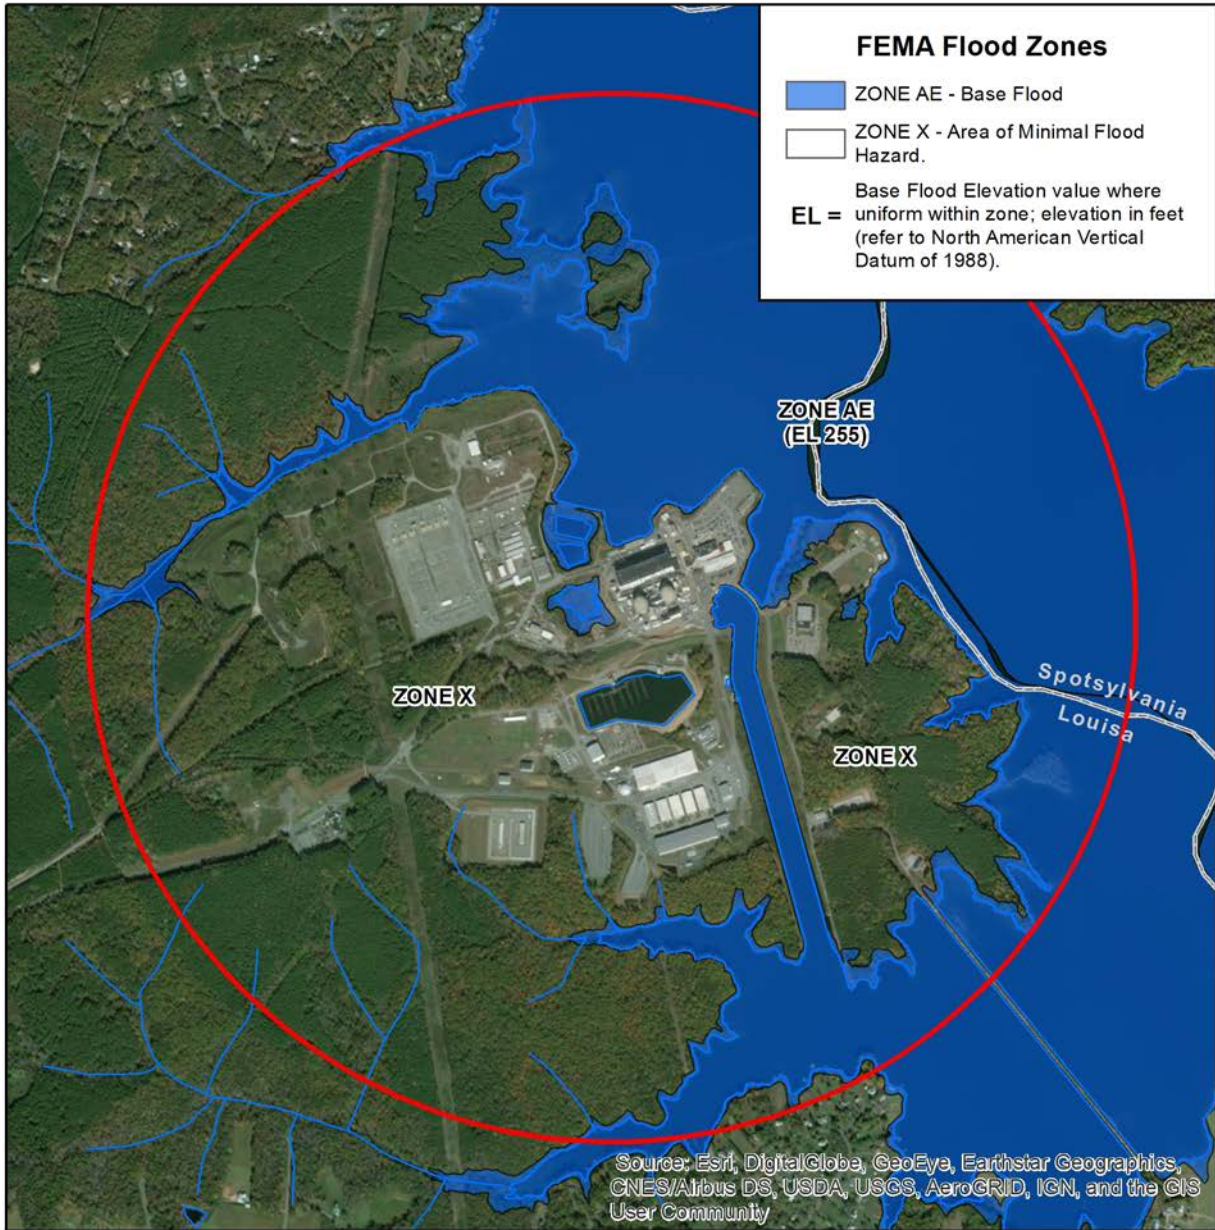 FEMA Flood Zones
ZONE AE - Base Flood
ZONE X - Area of Minimal Flood
Hazard.
EL =
Base Flood Elevation value where
uniform within zone; elevation in feet
(refer to North American Vertical
Datum of 1988).
ZONE AE
(EL 255)
ZONE X
Spotsylvania
Louisa
ZONE X
Source: Esri, DigitalGlobe, GeoEye, Earthstar Geographics,
CNES/Airbus DS, USDA, USGS, AeroGRID, IGN, and the GIS
User Community